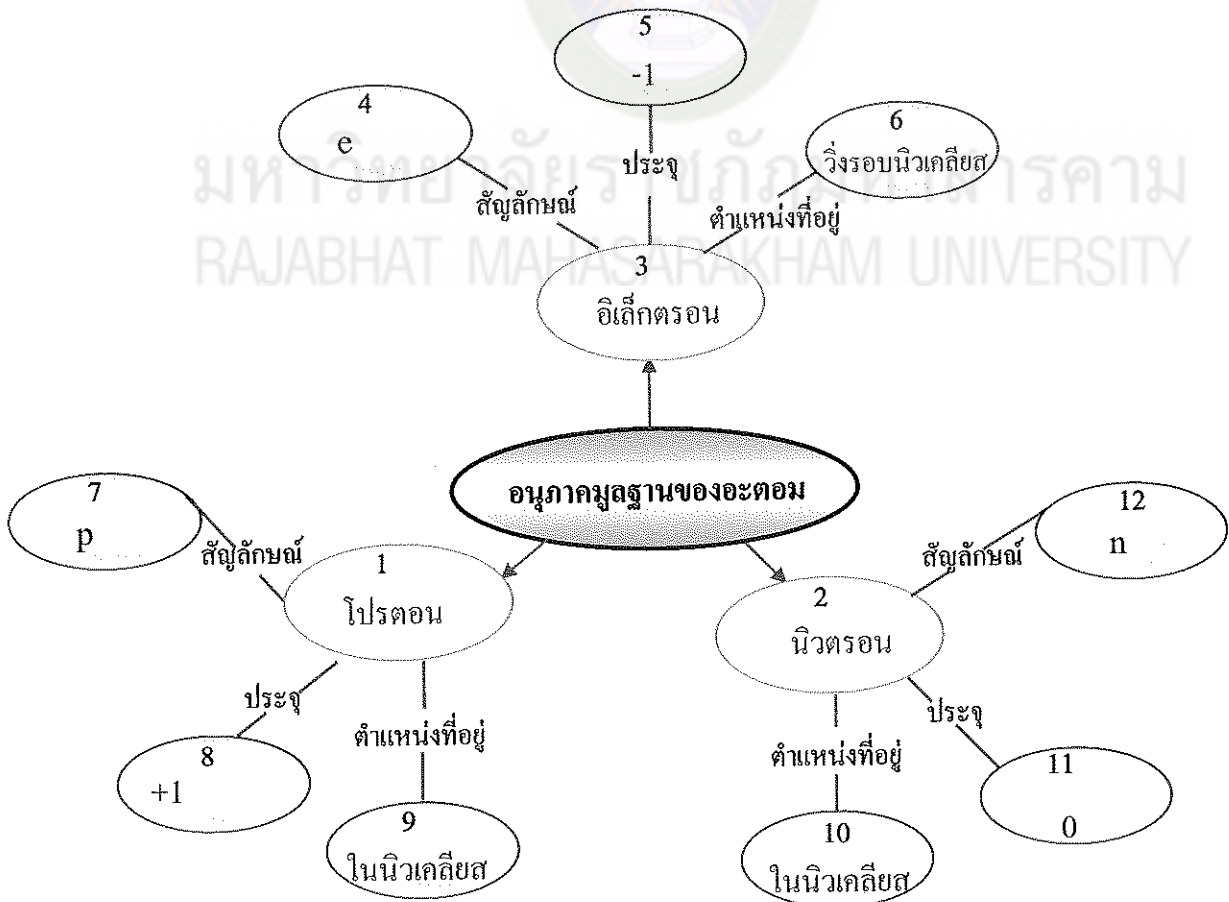 5
-1
4
e
6
วิ่งรอบนิวเคลียส
ประจุ
สัญลักษณ์
ตำแหน่งที่อยู่
มหาวิทยาลัยราชภัฏมหาสารคาม
RAJABHAT MAHASARAKHAM UNIVERSITY
3
อิเล็กตรอน
อนุภาคมูลฐานของอะตอม
7
p
สัญลักษณ์
1
โปรตอน
ประจุ
8
+1
ตำแหน่งที่อยู่
9
ในนิวเคลียส
12
n
สัญลักษณ์
2
นิวตรอน
ประจุ
11
0
ตำแหน่งที่อยู่
10
ในนิวเคลียส